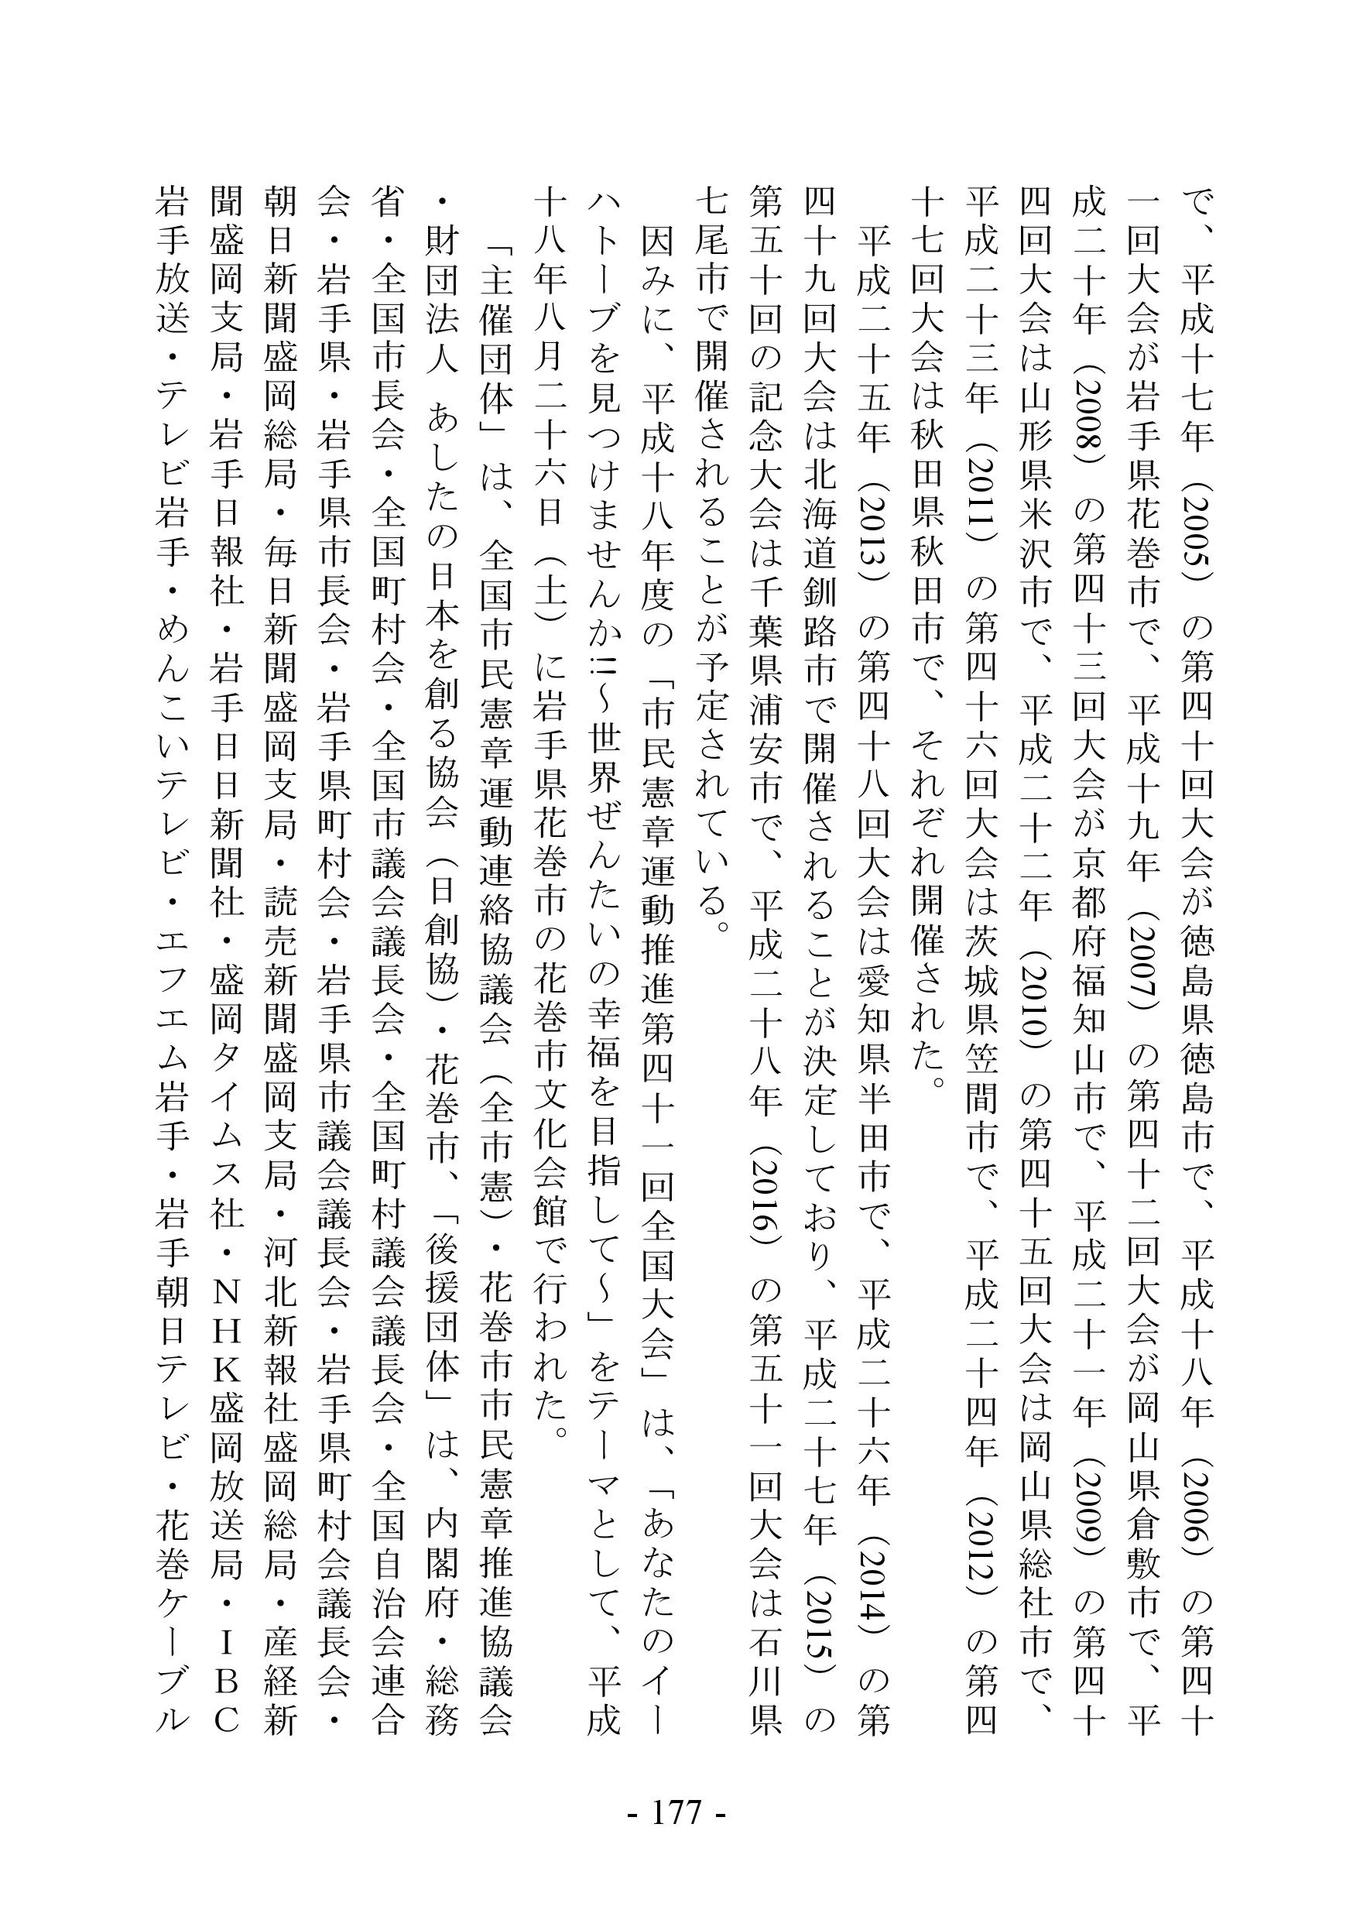 で、平成十七年（2005）の第四十回大会が徳島県徳島市で、平成十八年（2006）の第四十
一回大会が岩手県花巻市で、平成十九年（2007）の第四十二回大会が岡山県倉敷市で、平
成二十年（2008）の第四十三回大会が京都府福知山市で、平成二十一年（2009）の第四十
四回大会は山形県米沢市で、平成二十二年（2010）の第四十五回大会は岡山県総社市で、
平成二十三年（2011）の第四十六回大会は茨城県笠間市で、平成二十四年（2012）の第四
十七回大会は秋田県秋田市で、それぞれ開催された。
　平成二十五年（2013）の第四十八回大会は愛知県半田市で、平成二十六年（2014）の第
四十九回大会は北海道釧路市で開催されることが決定しており、平成二十七年（2015）の
第五十回の記念大会は千葉県浦安市で、平成二十八年（2016）の第五十一回大会は石川県
七尾市で開催されることが予定されている。
　因みに、平成十八年度の「市民憲章運動推進第四十一回全国大会」は、「あなたのイー
ハトーブを見つけませんか!!～世界ぜんたいの幸福を目指して～」をテーマとして、平成
十八年八月二十六日（土）に岩手県花巻市の花巻市文化会館で行われた。
　「主催団体」は、全国市民憲章運動連絡協議会（全市憲）・花巻市市民憲章推進協議会
・財団法人 あしたの日本を創る協会（日創協）・花巻市、「後援団体」は、内閣府・総務
省・全国市長会・全国町村会・全国市議会議長会・全国町村議会議長会・全国自治会連合
会・岩手県・岩手県市長会・岩手県町村会・岩手県市議会議長会・岩手県町村会議長会・
朝日新聞盛岡総局・毎日新聞盛岡支局・読売新聞盛岡支局・河北新報社盛岡総局・産経新
聞盛岡支局・岩手日報社・岩手日日新聞社・盛岡タイムス社・ＮＨＫ盛岡放送局・ＩＢＣ
岩手放送・テレビ岩手・めんこいテレビ・エフエム岩手・岩手朝日テレビ・花巻ケーブル
- 177 -